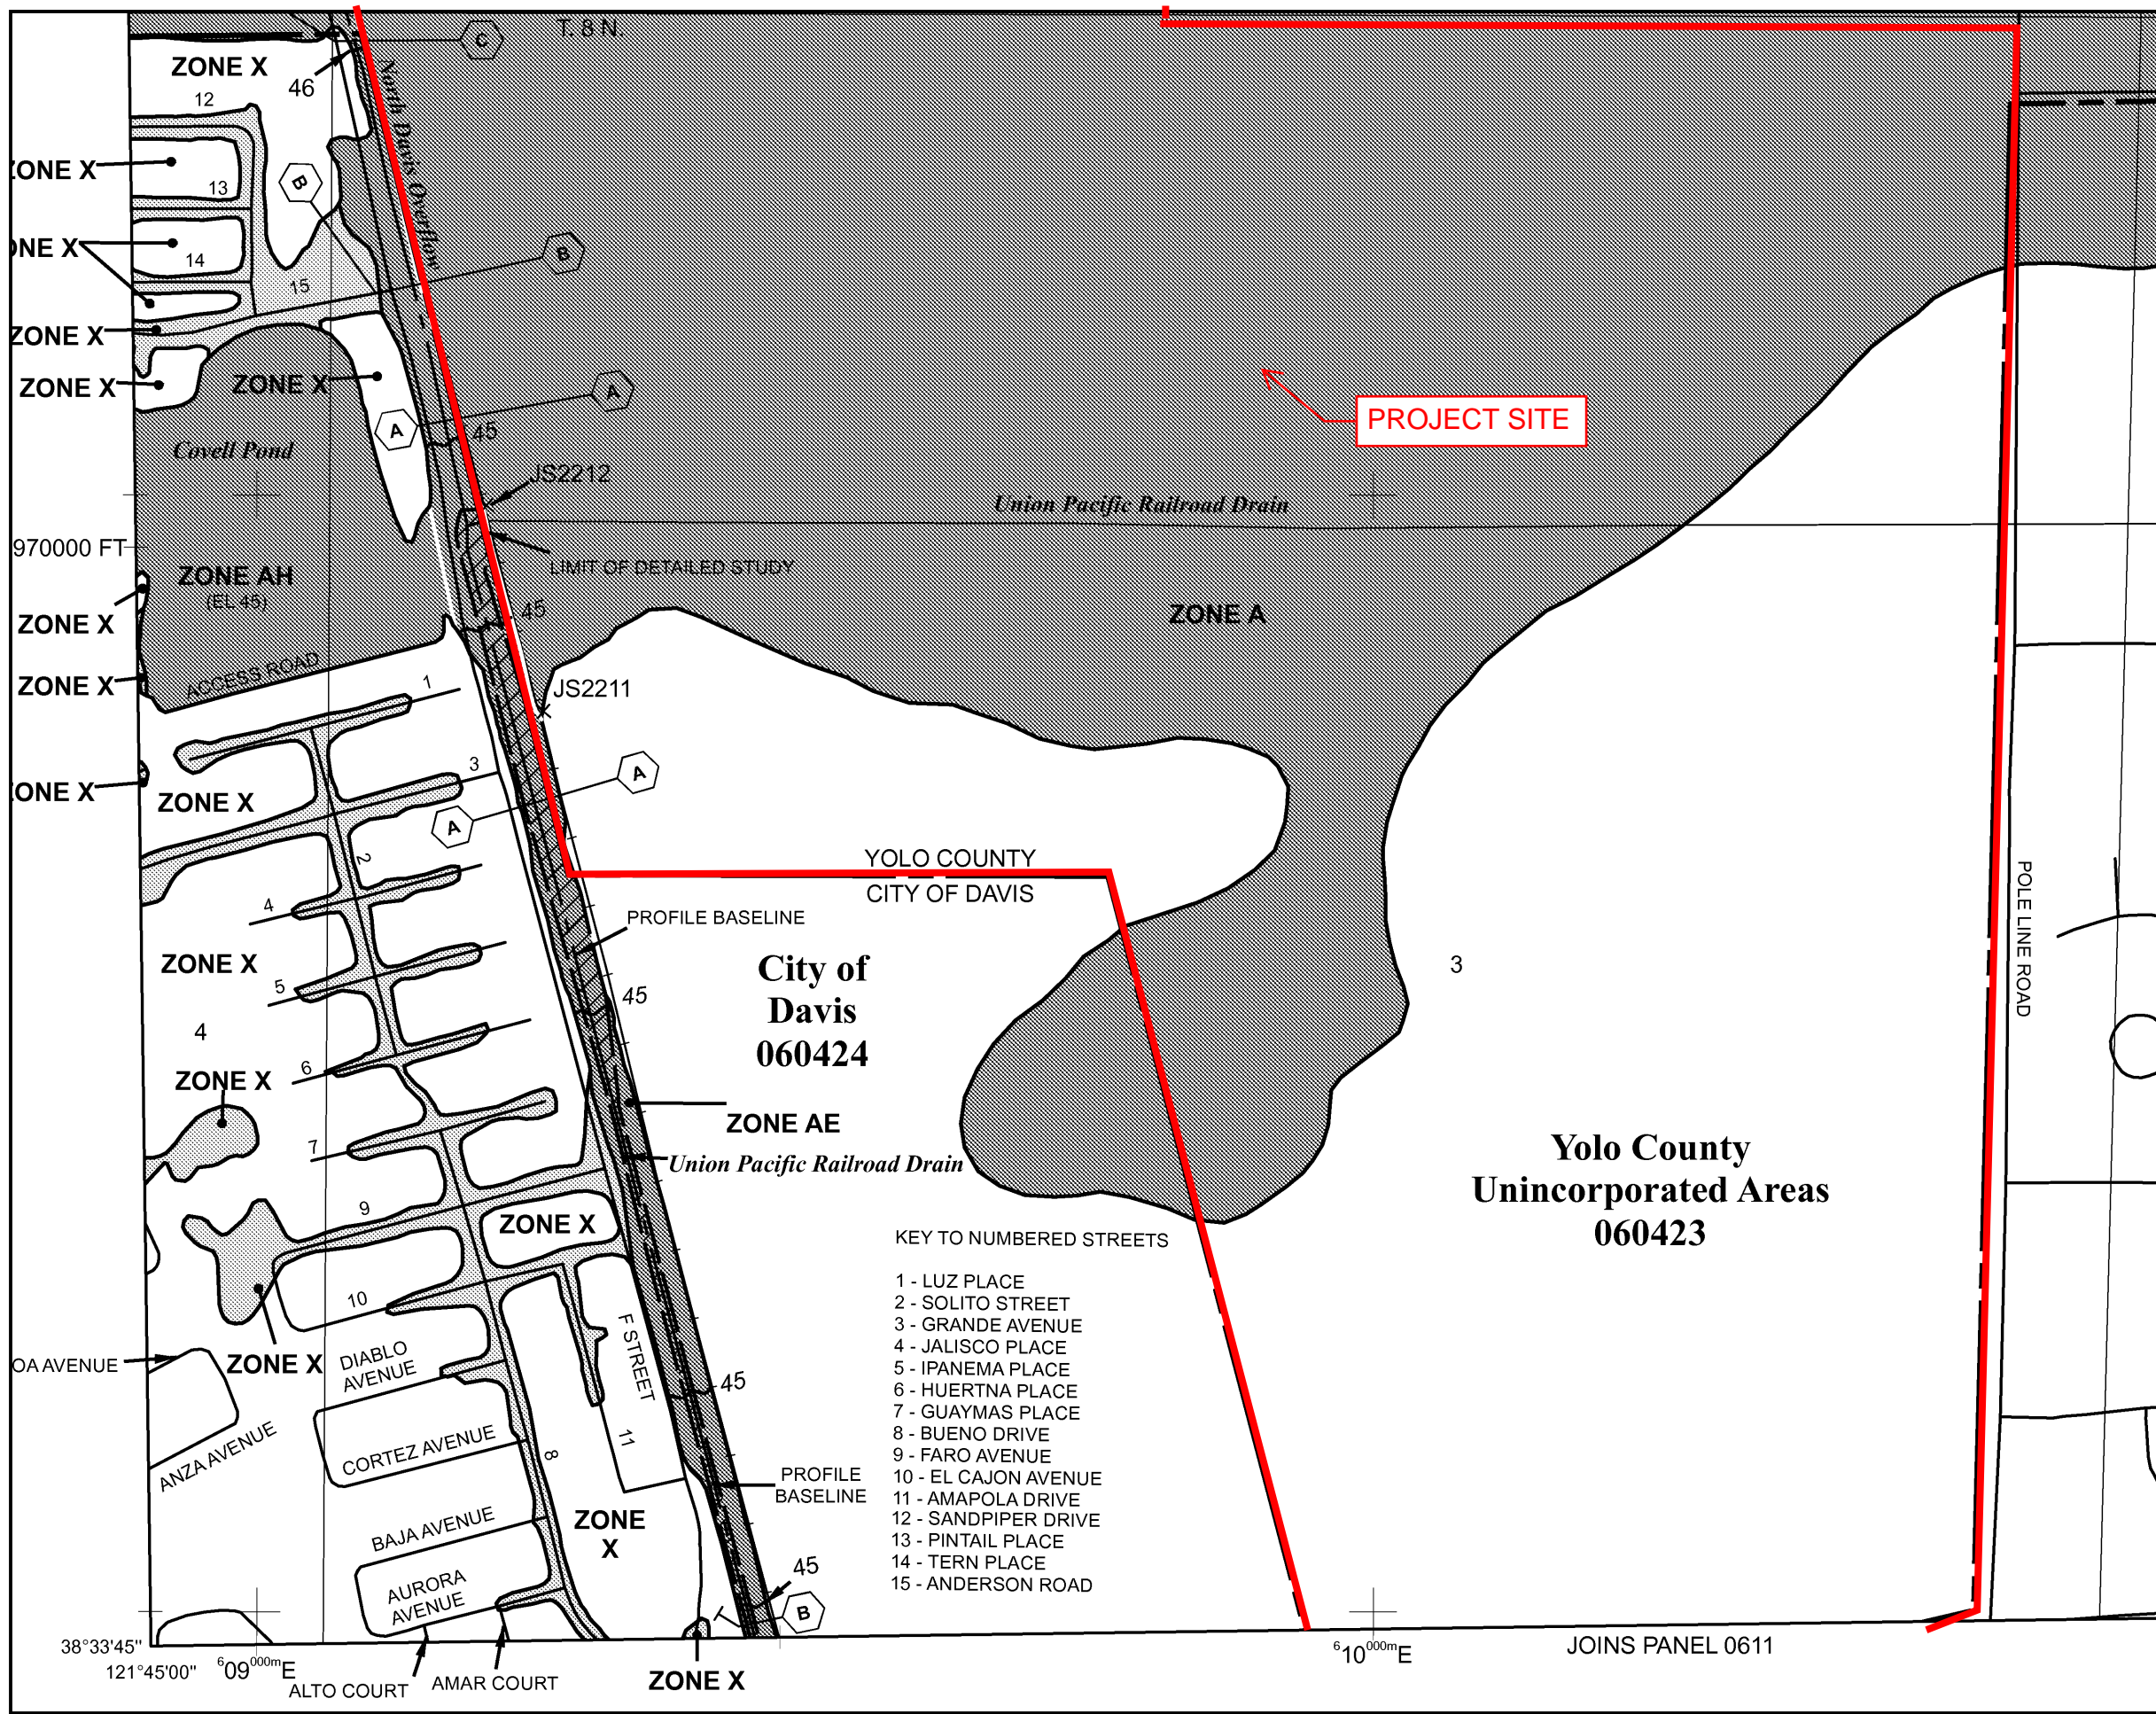 T. 8 N.
C
ZONE X
46
North Davis Overflow
12
ZONE X
13
B
14
15
B
ZONE X
ZONE X
ZONE X
A
PROJECT SITE
A
45
Covell Pond
JS2212
Union Pacific Railroad Drain
970000 FT
LIMIT OF DETAILED STUDY
ZONE AH
(EL 45)
45
ZONE A
ZONE X
ACCESS ROAD
ZONE X
1
JS2211
3
A
ZONE X
A
2
YOLO COUNTY
CITY OF DAVIS
POLE LINE ROAD
4
PROFILE BASELINE
ZONE X
City of
Davis
060424
3
5
45
4
6
ZONE X
ZONE AE
7
Union Pacific Railroad Drain
Yolo County
Unincorporated Areas
060423
9
ZONE X
KEY TO NUMBERED STREETS
1 - LUZ PLACE
2 - SOLITO STREET
3 - GRANDE AVENUE
4 - JALISCO PLACE
5 - IPANEMA PLACE
6 - HUERTNA PLACE
7 - GUAYMAS PLACE
8 - BUENO DRIVE
9 - FARO AVENUE
10 - EL CAJON AVENUE
11 - AMAPOLA DRIVE
12 - SANDPIPER DRIVE
13 - PINTAIL PLACE
14 - TERN PLACE
15 - ANDERSON ROAD
10
F STREET
OA AVENUE
ZONE X
DIABLO
AVENUE
45
ANZA AVENUE
CORTEZ AVENUE
11
8
PROFILE
BASELINE
BAJA AVENUE
ZONE
X
AURORA
AVENUE
45
B
38°33'45"
121°45'00"
609000m E
ALTO COURT
AMAR COURT
ZONE X
610000m E
JOINS PANEL 0611